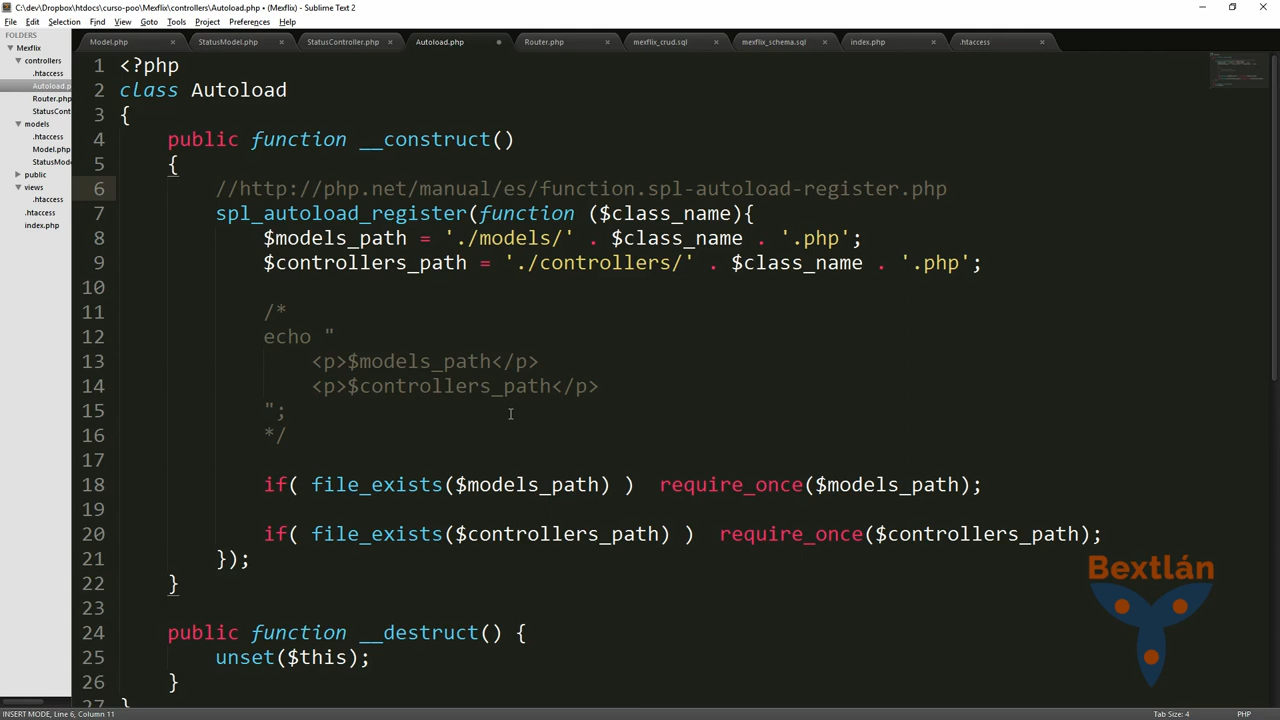 C:\dev\Dropbox\htdocs\curso-poo\Mexflix\controllers\Autoload.php • (Mexflix) - Sublime Text 2
File Edit Selection Find View Goto Tools Project Preferences Help
FOLDERS
Mexflix
controllers
.htaccess
Autoload.p
Router.php
StatusCont
models
.htaccess
Model.php
StatusMode
public
views
.htaccess
.htaccess
index.php
Model.php StatusModel.php StatusController.php Autoload.php Router.php mexflix_crud.sql mexflix_schema.sql index.php .htaccess
1 <?php
2 class Autoload
3 {
4 public function __construct()
5 {
6 //http://php.net/manual/es/function.spl-autoload-register.php
7 spl_autoload_register(function ($class_name){
8 $models_path = './models/' . $class_name . '.php';
9 $controllers_path = './controllers/' . $class_name . '.php';
10
11 /*
12 echo "
13 <p>$models_path</p>
14 <p>$controllers_path</p>
15 ";
16 */
17
18 if( file_exists($models_path) ) require_once($models_path);
19
20 if( file_exists($controllers_path) ) require_once($controllers_path);
21 });
22 }
23
24 public function __destruct() {
25 unset($this);
26 }
27 }
Bextlán
INSERT MODE, Line 6, Column 11 Tab Size: 4 PHP